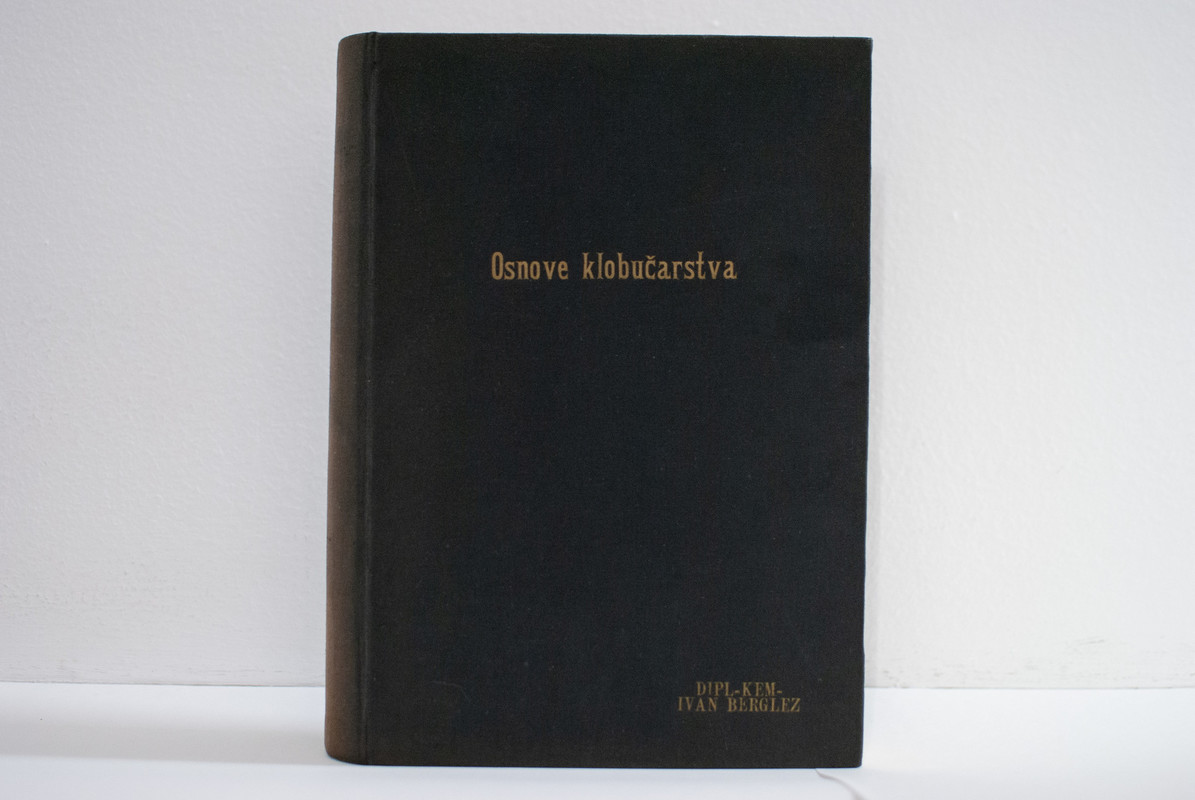 Osnove klobučarstva
DIPL-KEM-
IVAN BERGLEZ